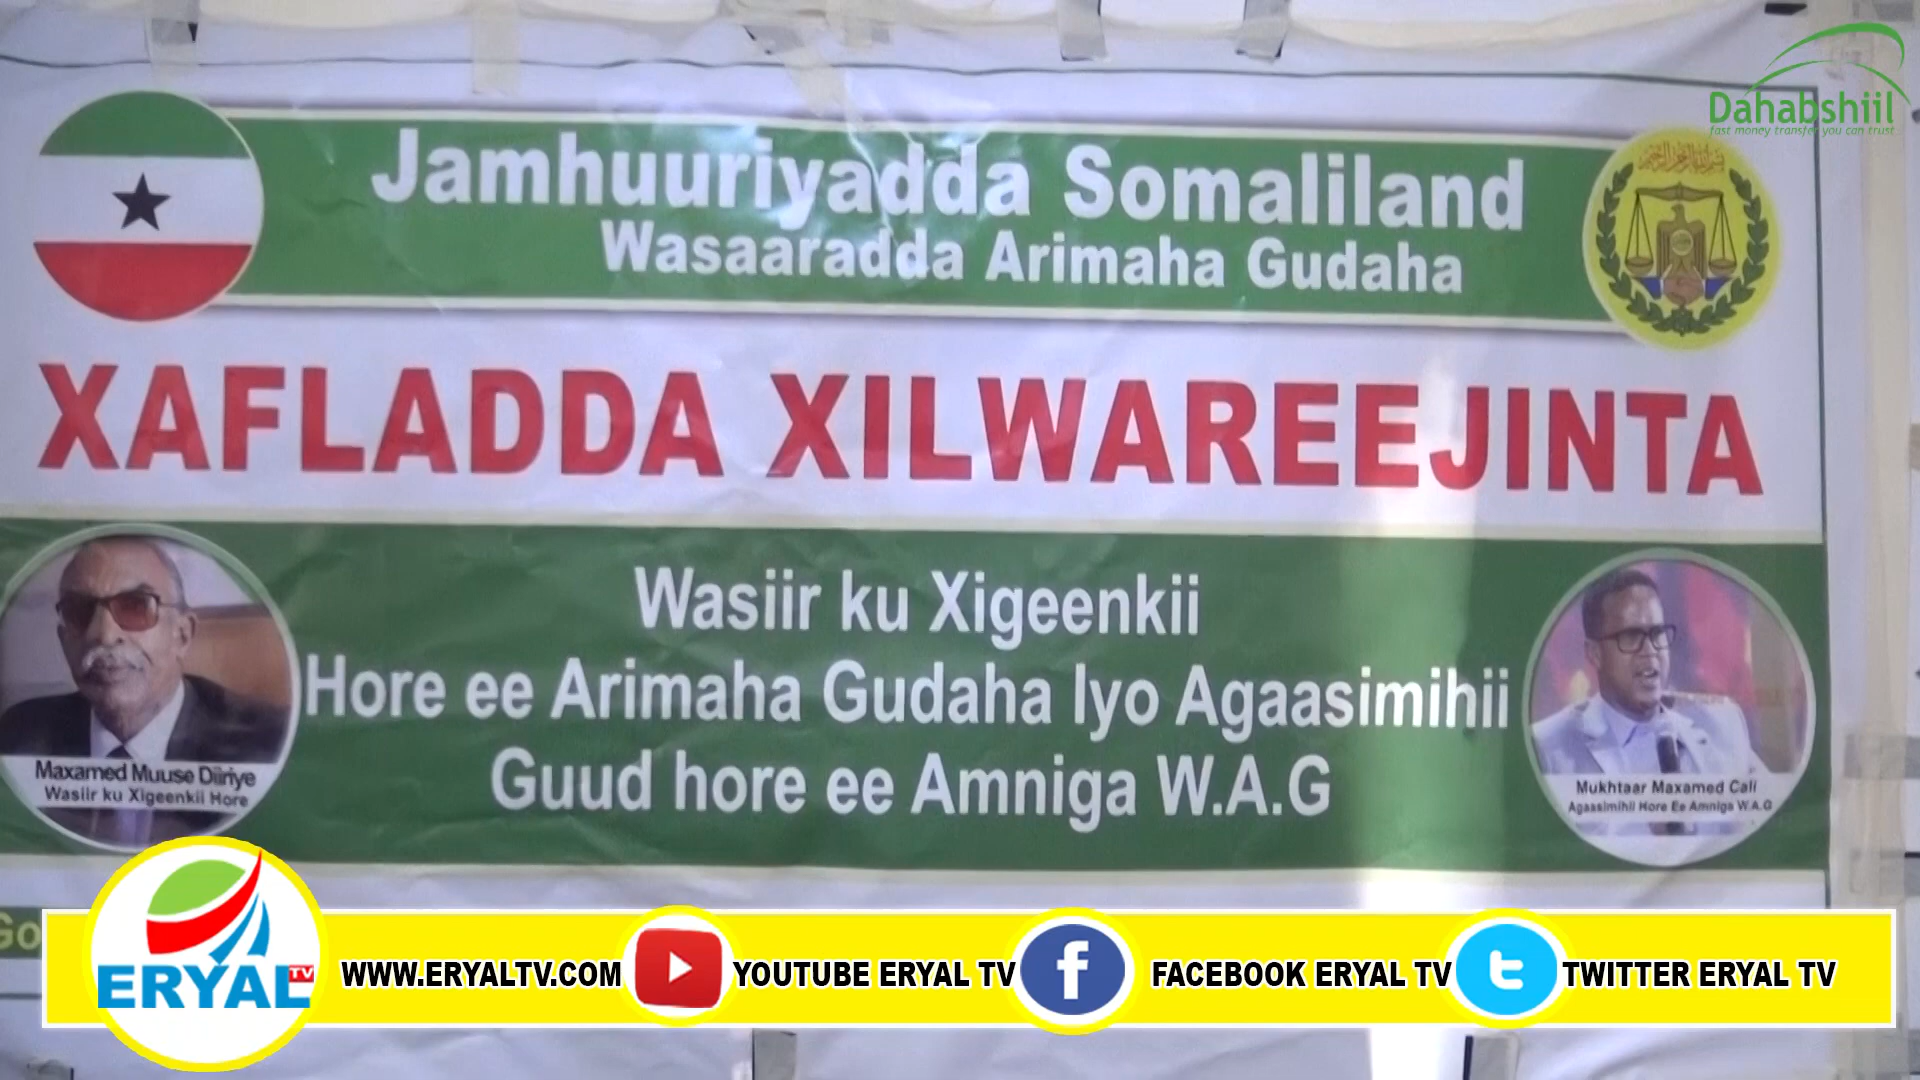 Dahabshiil
fast money transfer you can trust
Jamhuuriyadda Somaliland
Wasaaradda Arimaha Gudaha
XAFLADDA XILWAREEJINTA
Wasiir ku Xigeenkii
Hore ee Arimaha Gudaha Iyo Agaasimihii
Guud hore ee Amniga W.A.G
Maxamed Muuse Diiriye
Wasiir ku Xigeenkii Hore
Mukhtaar Maxamed Cali
Agaasimihii Hore Ee Amniga W.A.G
Go
ERYAL TV
WWW.ERYALTV.COM
YOUTUBE ERYAL TV
FACEBOOK ERYAL TV
TWITTER ERYAL TV